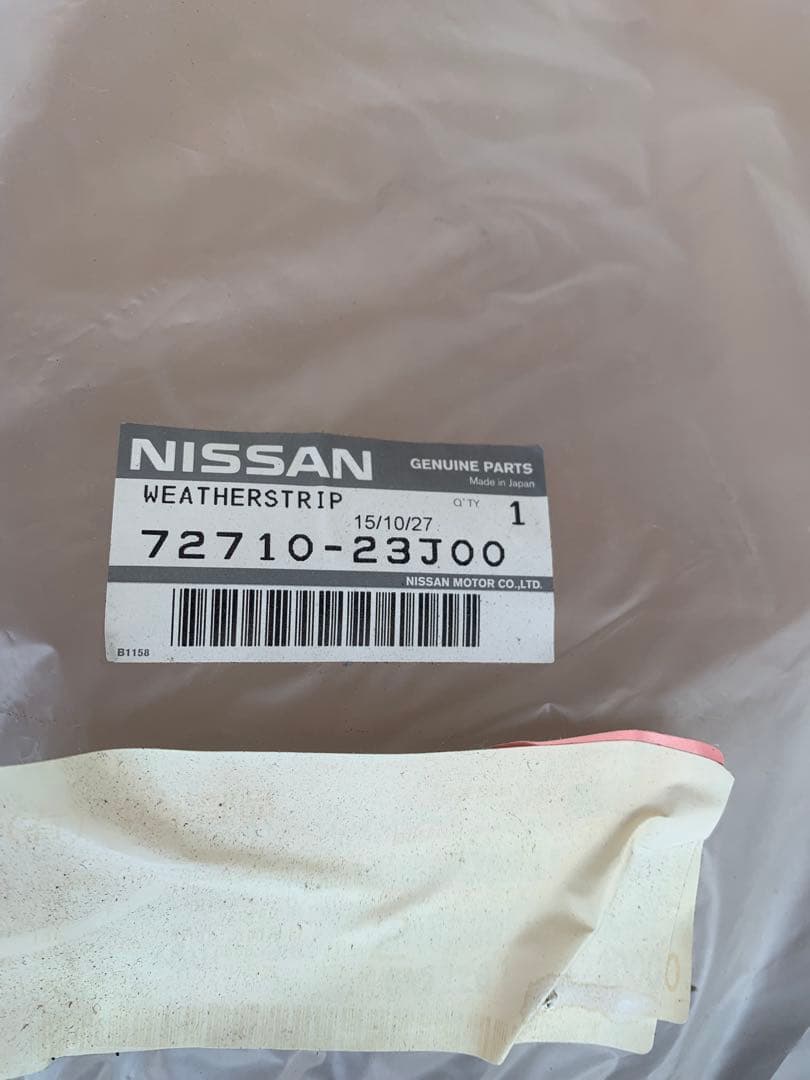 NISSAN GENUINE PARTS
Made in Japan
WEATHERSTRIP Q'TY 1
15/10/27
72710-23J00
NISSAN MOTOR CO.,LTD.
B1158